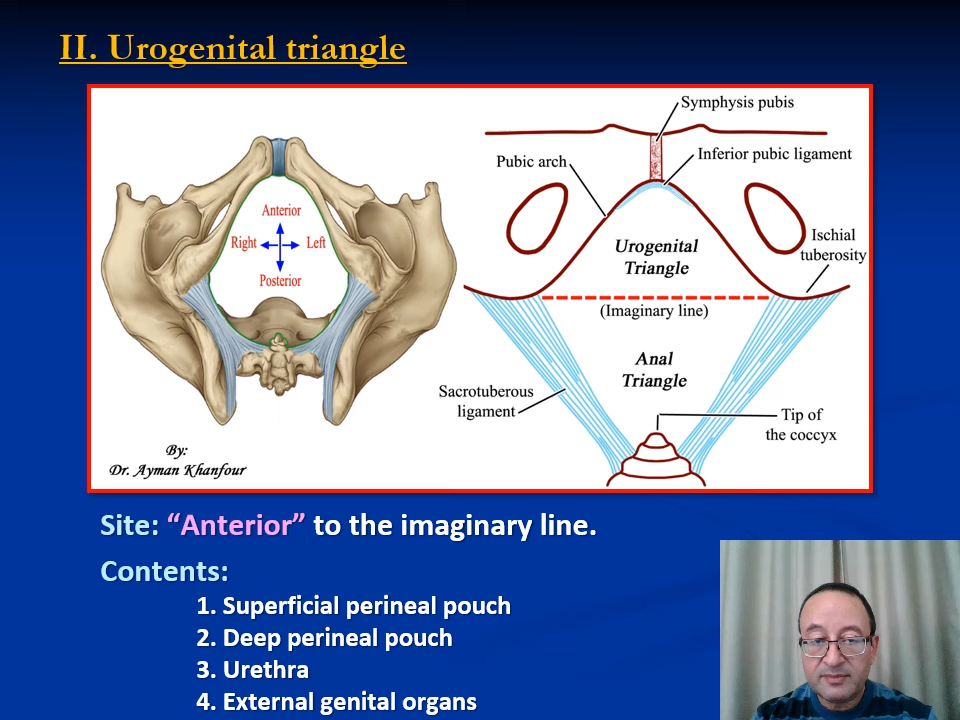 II. Urogenital triangle
Anterior
Right
Left
Posterior
By:
Dr. Ayman Khanfour
Symphysis pubis
Pubic arch
Inferior pubic ligament
Urogenital
Triangle
Ischial
tuberosity
(Imaginary line)
Anal
Triangle
Sacrotuberous
ligament
Tip of
the coccyx
Site: “Anterior” to the imaginary line.
Contents:
1. Superficial perineal pouch
2. Deep perineal pouch
3. Urethra
4. External genital organs